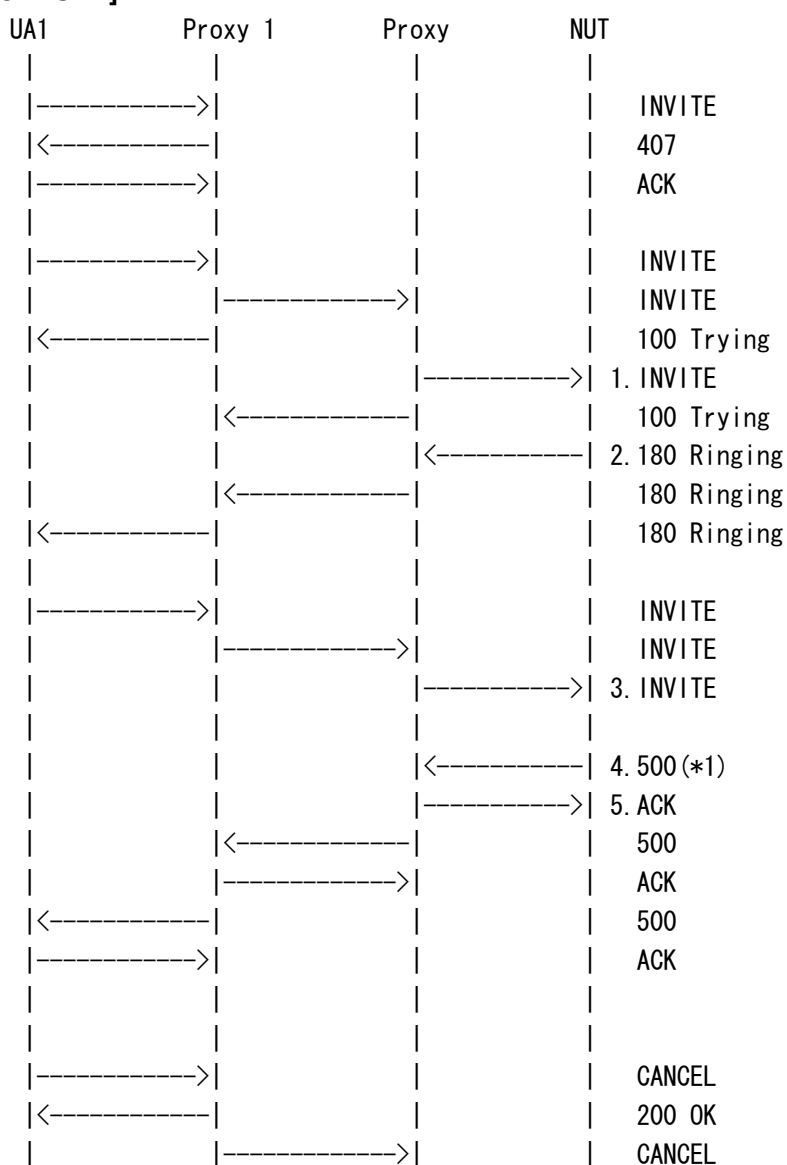 UA1 Proxy 1 Proxy NUT
| | | |
|------------>| | | INVITE
|<------------| | | 407
|------------>| | | ACK
| | | |
|------------>| | | INVITE
| |------------>| | INVITE
|<------------| | | 100 Trying
| | |----------->| 1.INVITE
| |<------------| | 100 Trying
| | |<-----------| 2.180 Ringing
| |<------------| | 180 Ringing
|<------------| | | 180 Ringing
| | | |
|------------>| | | INVITE
| |------------>| | INVITE
| | |----------->| 3.INVITE
| | | |
| | |<-----------| 4.500(*1)
| | |----------->| 5.ACK
| |<------------| | 500
| |------------>| | ACK
|<------------| | | 500
|------------>| | | ACK
| | | |
| | | |
|------------>| | | CANCEL
|<------------| | | 200 OK
| |------------>| | CANCEL